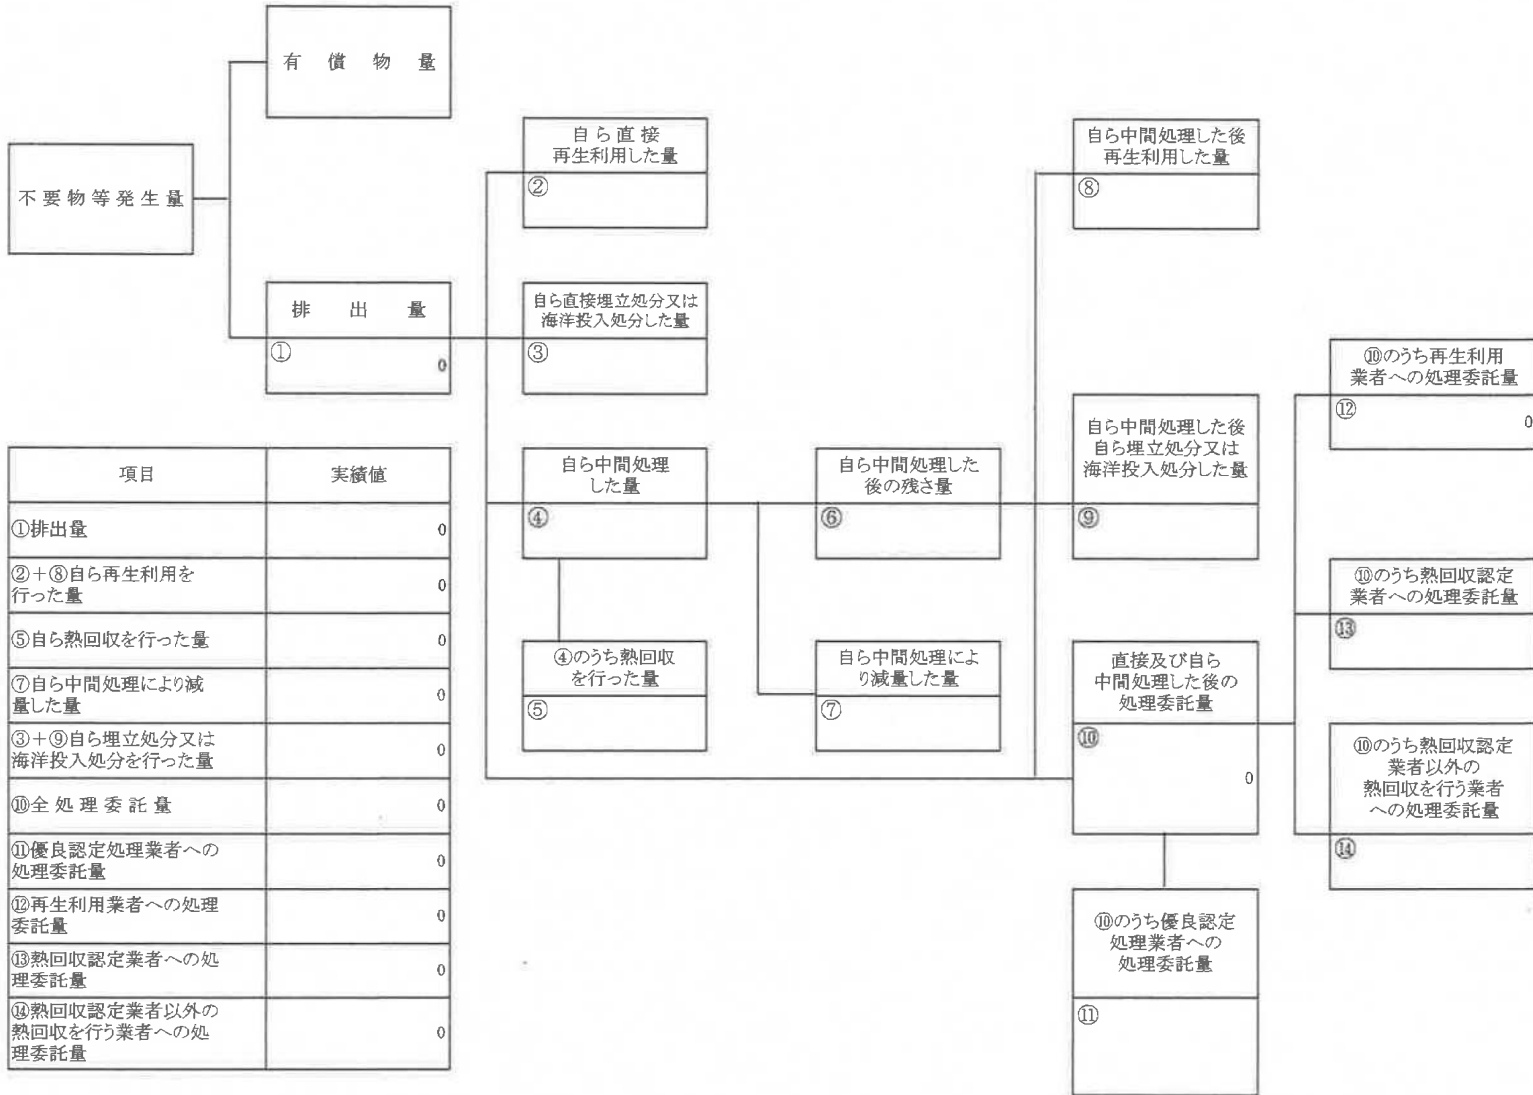 有償物量
不要物等発生量
排出量
①
0
自ら直接
再生利用した量
②
自ら直接埋立処分又は
海洋投入処分した量
③
自ら中間処理
した量
④
④のうち熱回収
を行った量
⑤
自ら中間処理した
後の残さ量
⑥
自ら中間処理によ
り減量した量
⑦
自ら中間処理した後
再生利用した量
⑧
自ら中間処理した後
自ら埋立処分又は
海洋投入処分した量
⑨
直接及び自ら
中間処理した後の
処理委託量
⑩
0
⑩のうち優良認定
処理業者への
処理委託量
⑪
⑩のうち再生利用
業者への処理委託量
⑫
0
⑩のうち熱回収認定
業者への処理委託量
⑬
⑩のうち熱回収認定
業者以外の
熱回収を行う業者
への処理委託量
⑭
項目 実績値
①排出量 0
②+⑧自ら再生利用を
行った量 0
⑤自ら熱回収を行った量 0
⑦自ら中間処理により減
量した量 0
③+⑨自ら埋立処分又は
海洋投入処分を行った量 0
⑩全処理委託量 0
⑪優良認定処理業者への
処理委託量 0
⑫再生利用業者への処理
委託量 0
⑬熱回収認定業者への処
理委託量 0
⑭熱回収認定業者以外の
熱回収を行う業者への処
理委託量 0